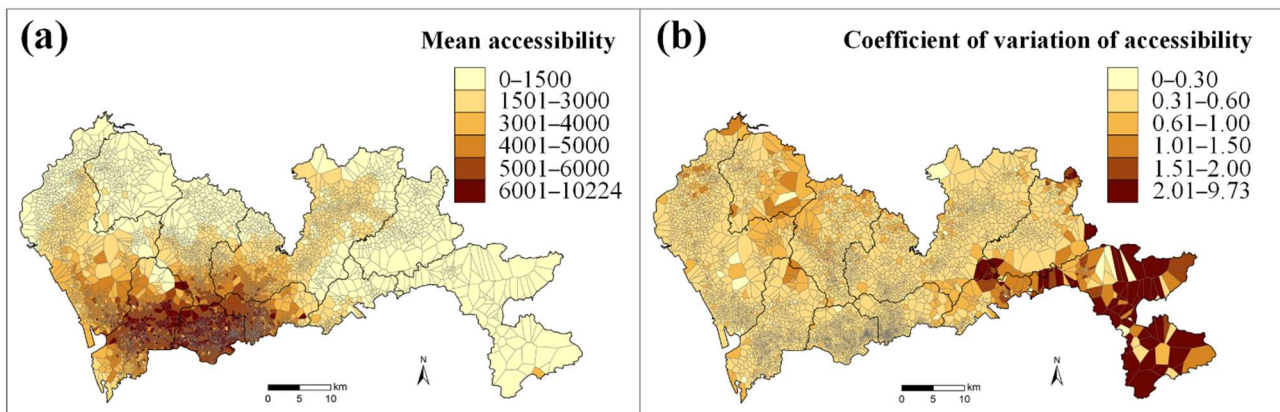 (a)
Mean accessibility
0–1500
1501–3000
3001–4000
4001–5000
5001–6000
6001–10224
N
km
0 5 10
(b)
Coefficient of variation of accessibility
0–0.30
0.31–0.60
0.61–1.00
1.01–1.50
1.51–2.00
2.01–9.73
N
km
0 5 10